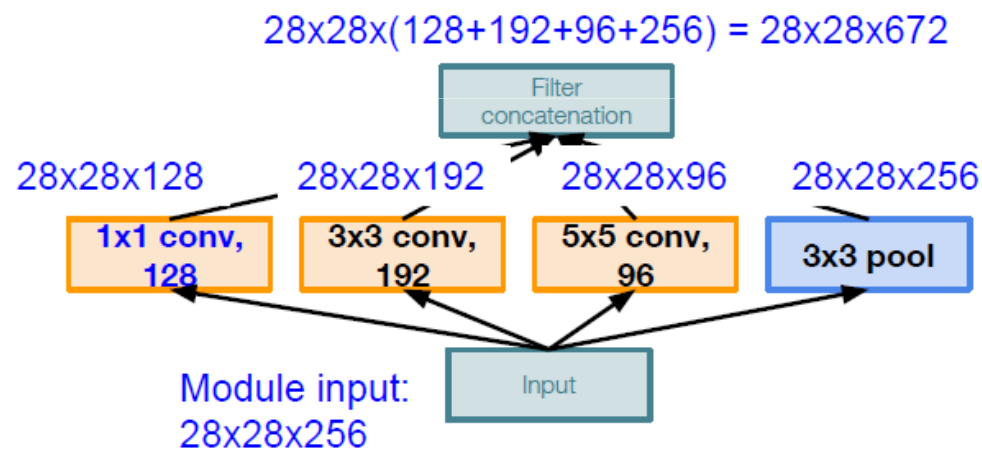 28x28x(128+192+96+256) = 28x28x672
Filter
concatenation
28x28x128
28x28x192
28x28x96
28x28x256
1x1 conv,
128
3x3 conv,
192
5x5 conv,
96
3x3 pool
Input
Module input:
28x28x256